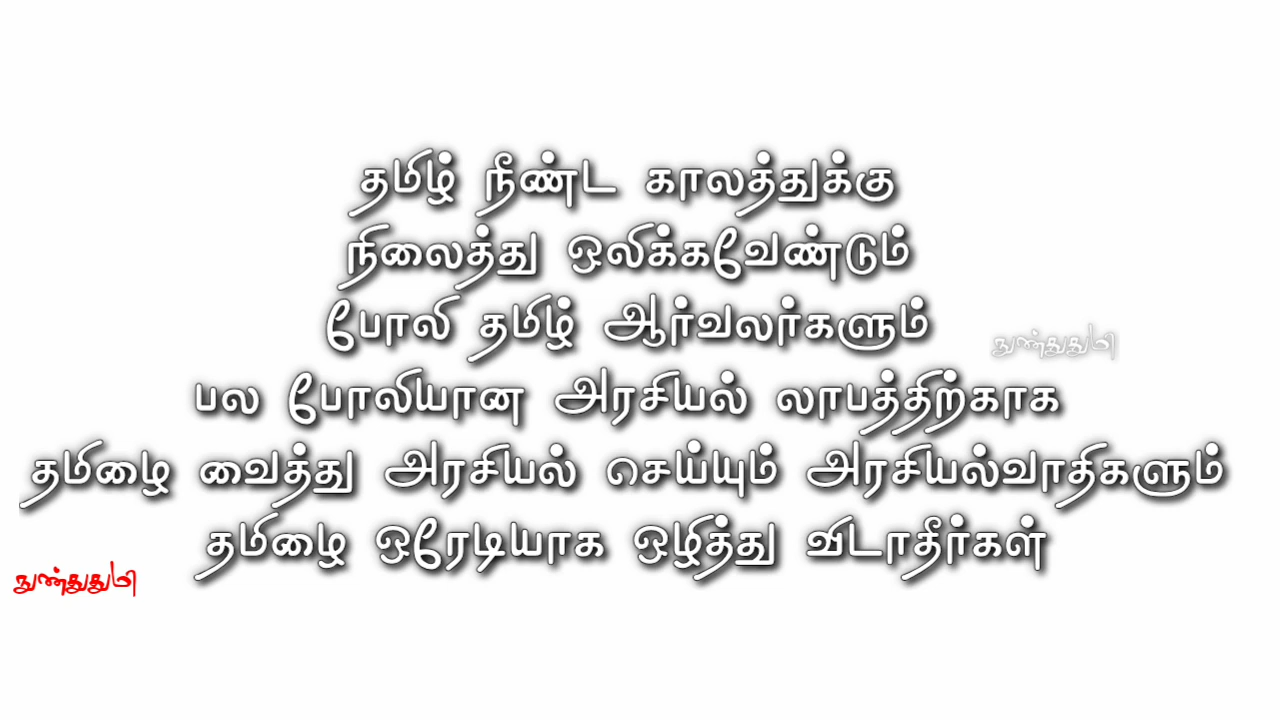 தமிழ் நீண்ட காலத்துக்கு
நிலைத்து ஒலிக்கவேண்டும்
போலி தமிழ் ஆர்வலர்களும்
நுண்துதுமி
பல போலியான அரசியல் லாபத்திற்காக
தமிழை வைத்து அரசியல் செய்யும் அரசியல்வாதிகளும்
தமிழை ஒரேடியாக ஒழித்து விடாதீர்கள்
நுண்துதுமி